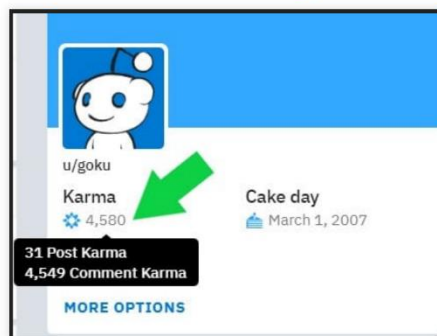 u/goku
Karma
Cake day
4,580
March 1, 2007
31 Post Karma
4,549 Comment Karma
MORE OPTIONS